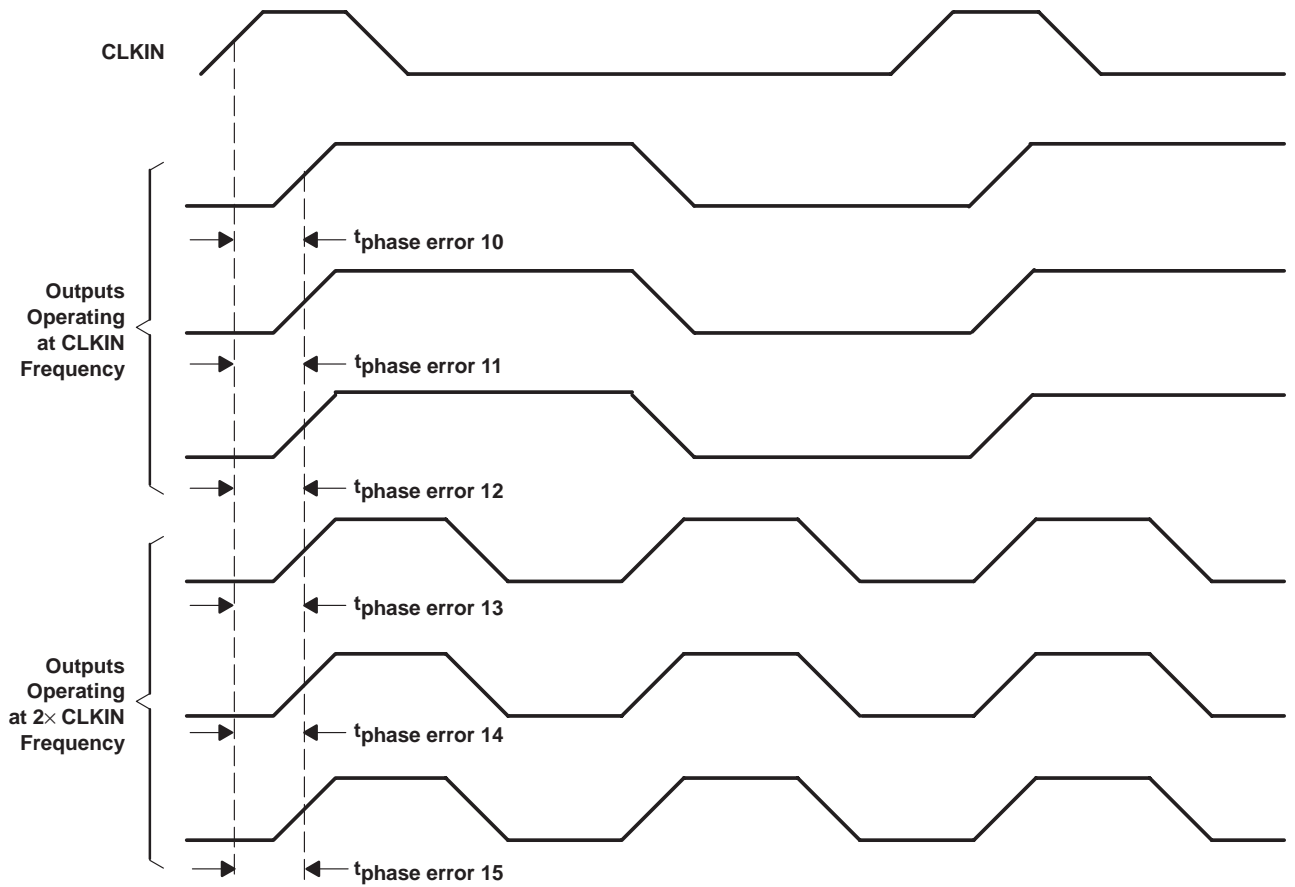 CLKIN
tphase error 10
Outputs
Operating
at CLKIN
Frequency
tphase error 11
tphase error 12
tphase error 13
Outputs
Operating
at 2× CLKIN
Frequency
tphase error 14
tphase error 15